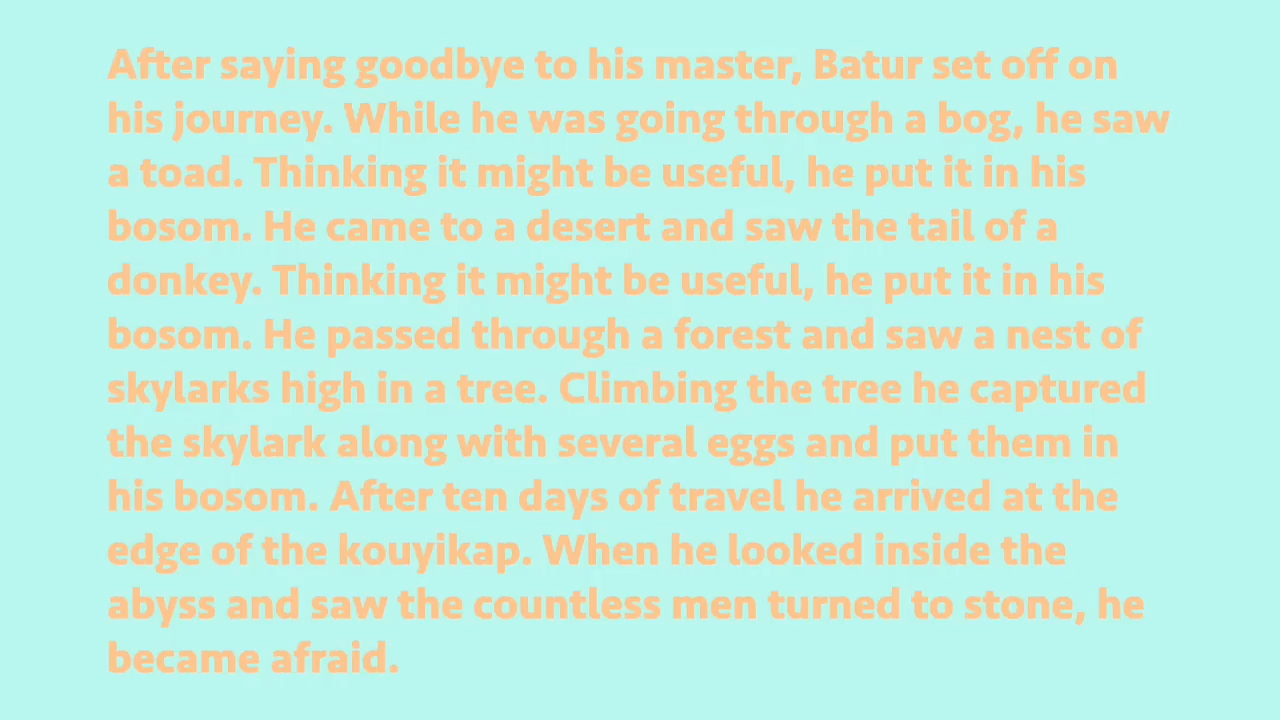 After saying goodbye to his master, Batur set off on
his journey. While he was going through a bog, he saw
a toad. Thinking it might be useful, he put it in his
bosom. He came to a desert and saw the tail of a
donkey. Thinking it might be useful, he put it in his
bosom. He passed through a forest and saw a nest of
skylarks high in a tree. Climbing the tree he captured
the skylark along with several eggs and put them in
his bosom. After ten days of travel he arrived at the
edge of the kouyikap. When he looked inside the
abyss and saw the countless men turned to stone, he
became afraid.